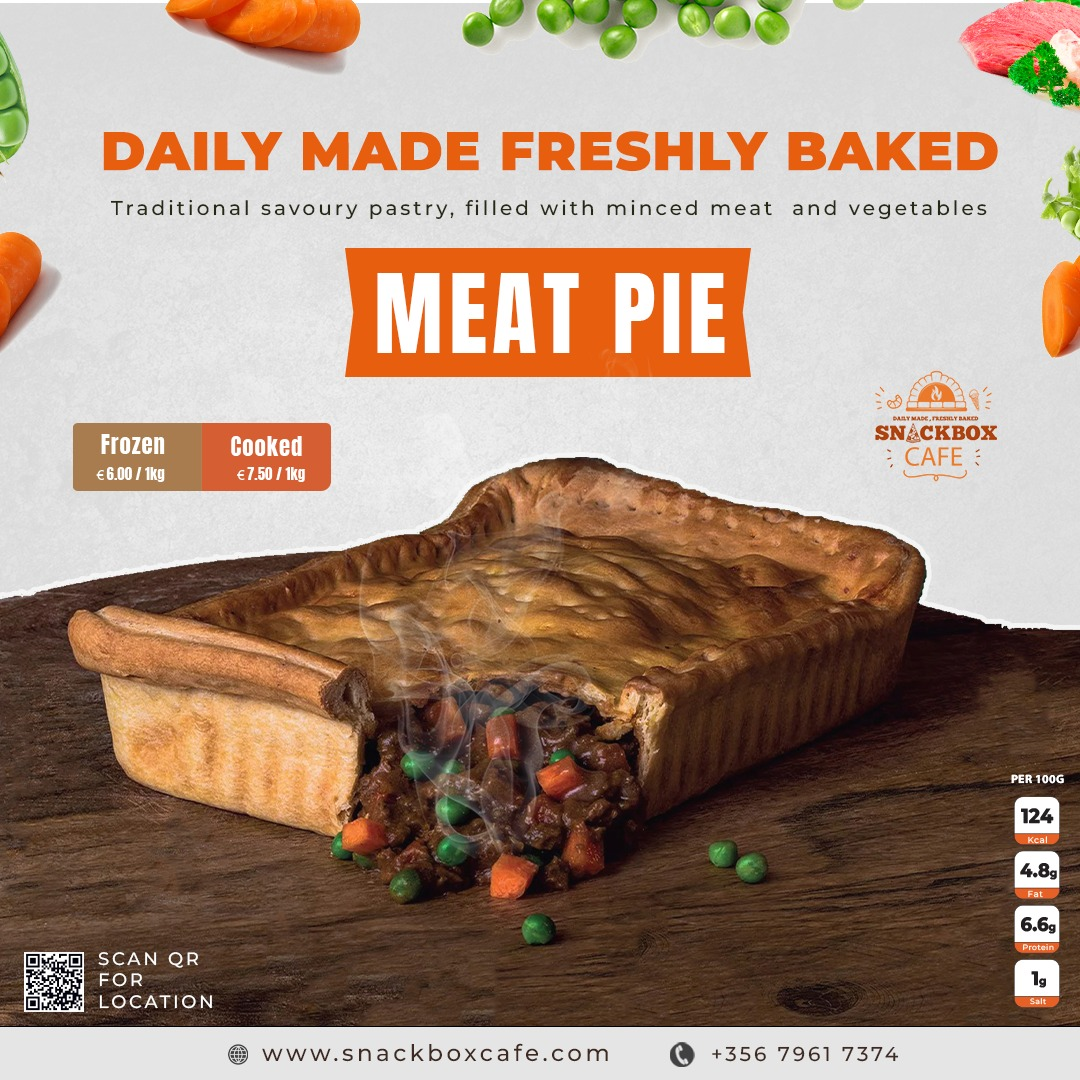 DAILY MADE FRESHLY BAKED
Traditional savoury pastry, filled with minced meat and vegetables
MEAT PIE
Frozen
€6.00 / 1kg
Cooked
€7.50 / 1kg
DAILY MADE, FRESHLY BAKED
SNACKBOX
CAFE
PER 100G
124
Kcal
4.8g
Fat
6.6g
Protein
1g
Salt
SCAN QR
FOR
LOCATION
www.snackboxcafe.com
+356 7961 7374